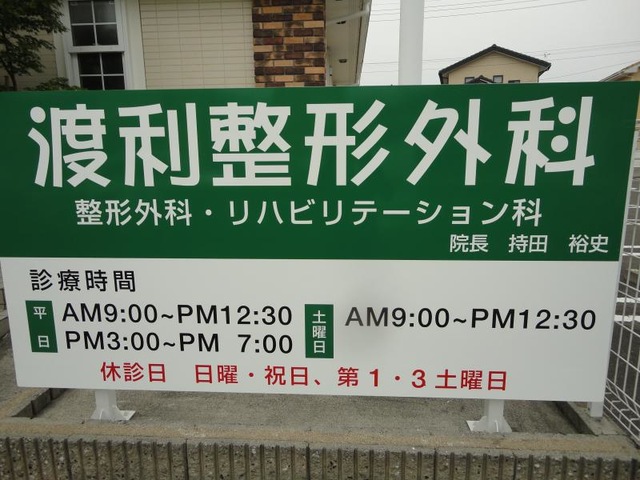 渡利整形外科
整形外科・リハビリテーション科
院長 持田 裕史
診療時間
平日 AM9:00~PM12:30
PM3:00~PM 7:00
土曜日 AM9:00~PM12:30
休診日 日曜・祝日、第1・3土曜日